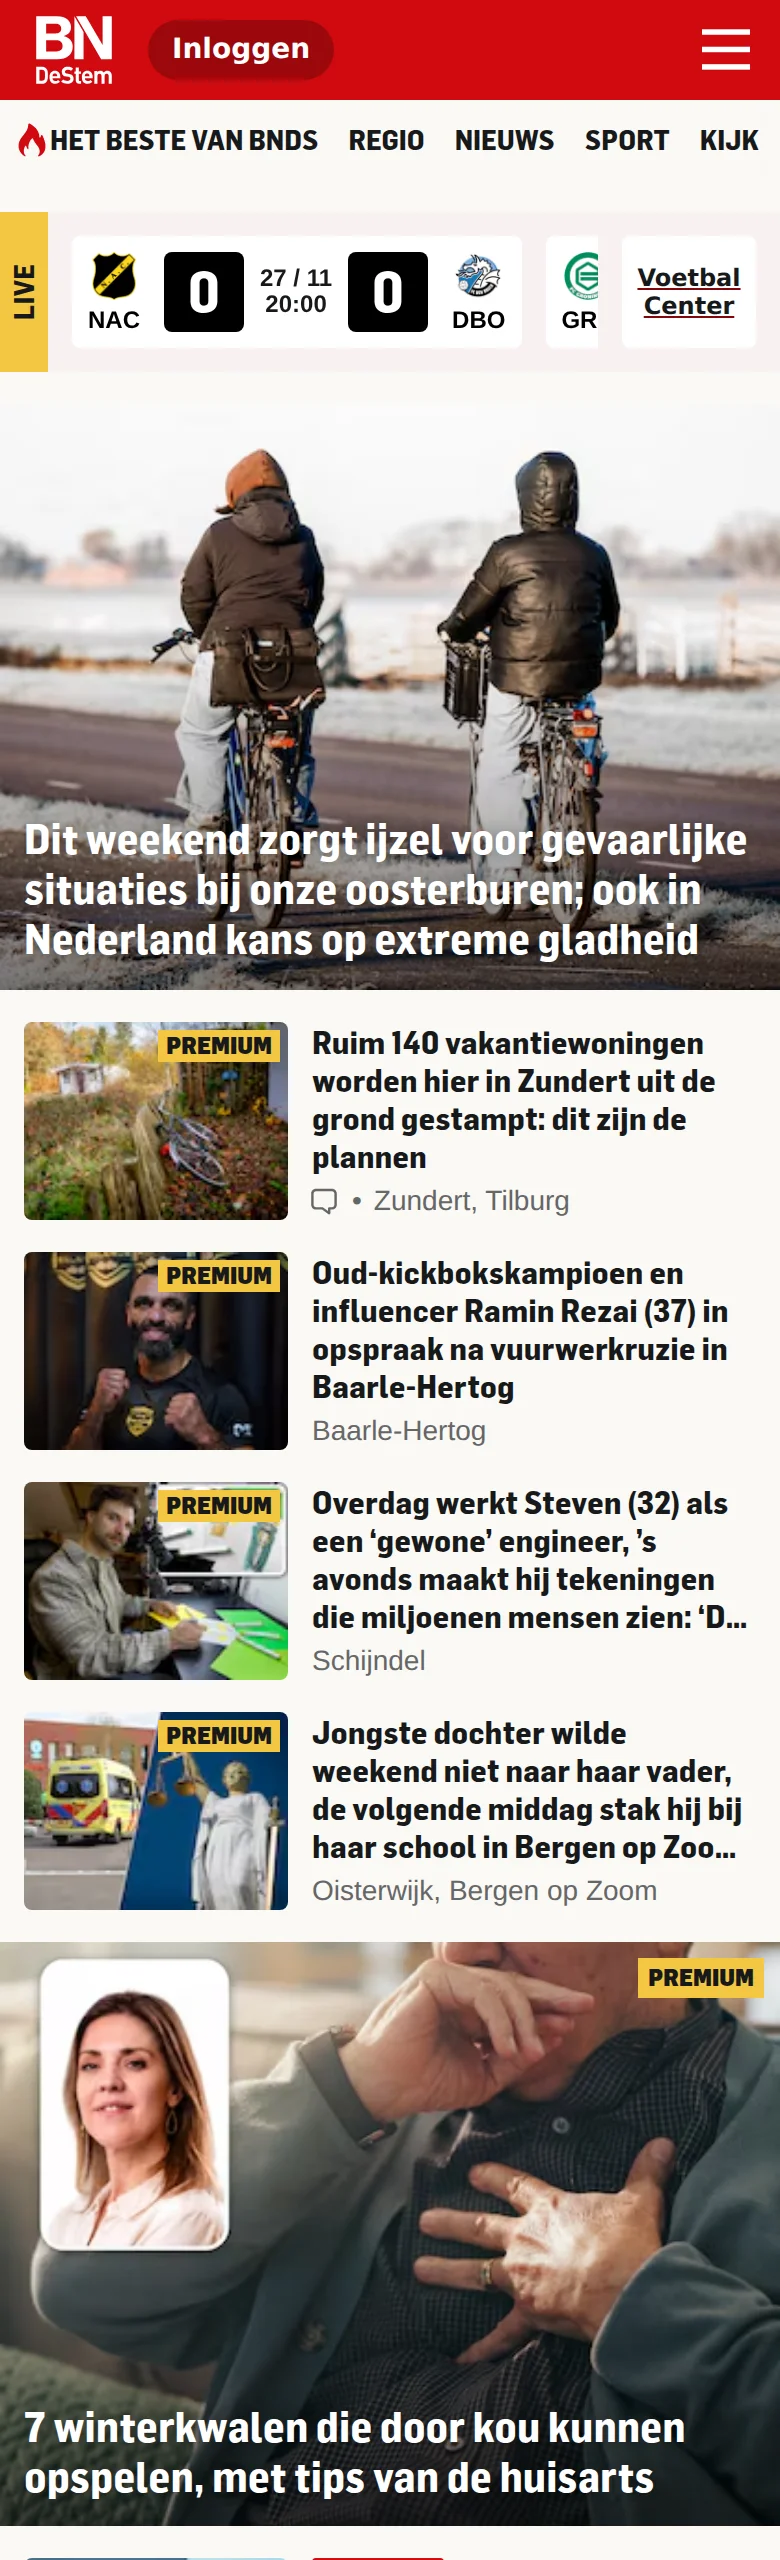 BN
DeStem
Inloggen
HET BESTE VAN BNDS REGIO NIEUWS SPORT KIJK
LIVE
NAC
0
27 / 11
20:00
0
DBO
GR
Voetbal
Center
Dit weekend zorgt ijzel voor gevaarlijke
situaties bij onze oosterburen; ook in
Nederland kans op extreme gladheid
PREMIUM
Ruim 140 vakantiewoningen
worden hier in Zundert uit de
grond gestampt: dit zijn de
plannen
• Zundert, Tilburg
PREMIUM
Oud-kickbokskampioen en
influencer Ramin Rezai (37) in
opspraak na vuurwerkruzie in
Baarle-Hertog
Baarle-Hertog
PREMIUM
Overdag werkt Steven (32) als
een ‘gewone’ engineer, ’s
avonds maakt hij tekeningen
die miljoenen mensen zien: ‘D...
Schijndel
PREMIUM
Jongste dochter wilde
weekend niet naar haar vader,
de volgende middag stak hij bij
haar school in Bergen op Zoo...
Oisterwijk, Bergen op Zoom
PREMIUM
7 winterkwalen die door kou kunnen
opspelen, met tips van de huisarts